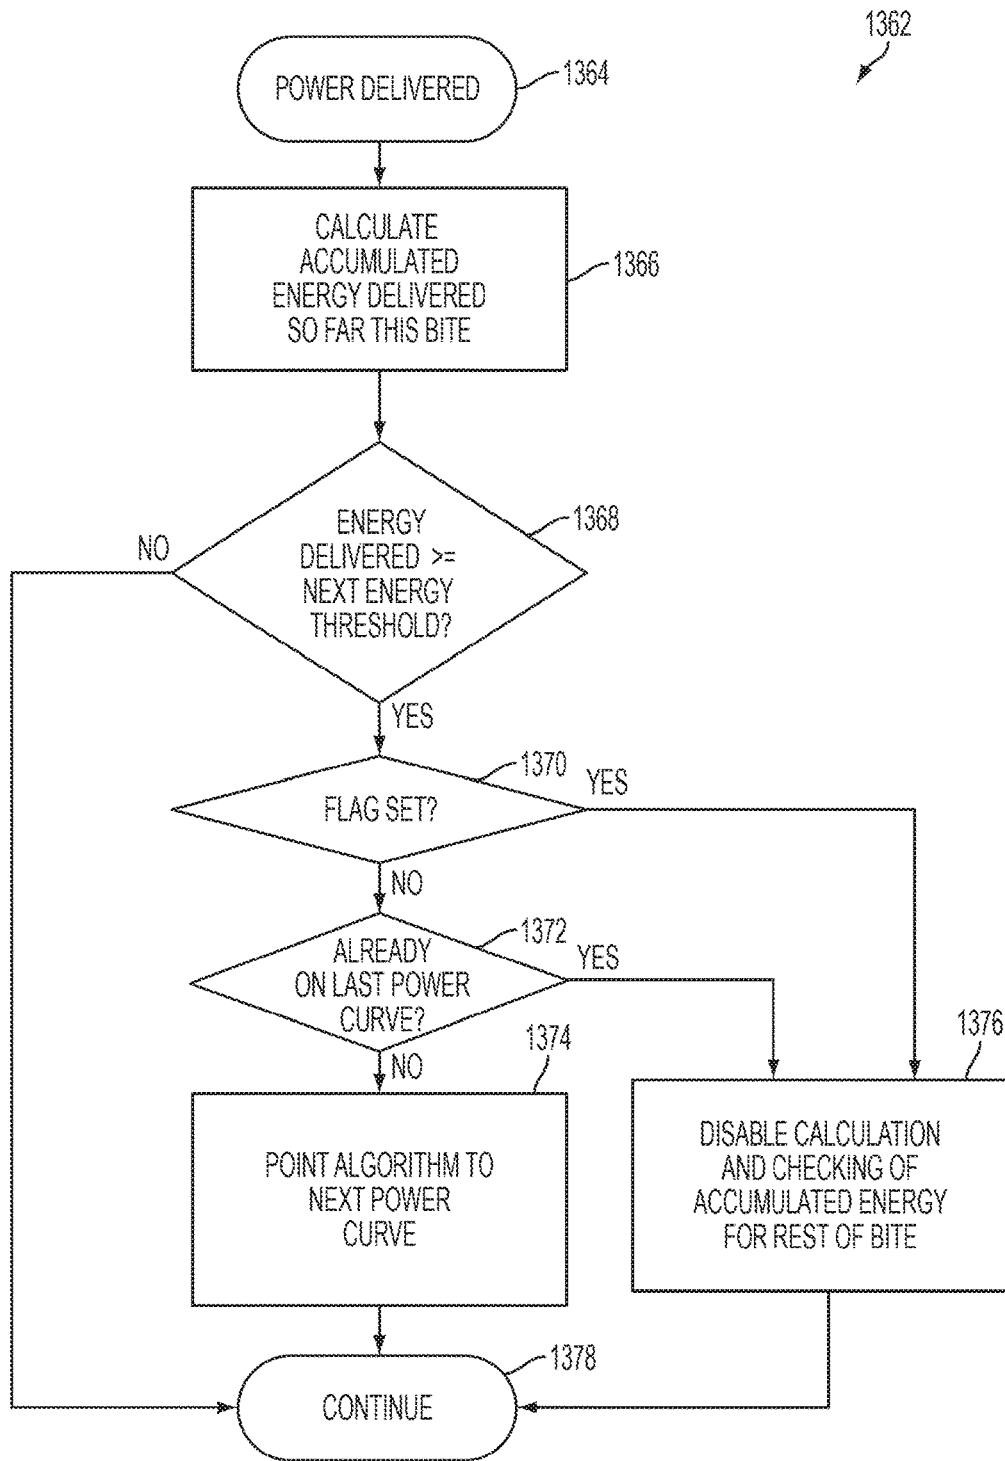 1362
POWER DELIVERED
1364
CALCULATE
ACCUMULATED
ENERGY DELIVERED
SO FAR THIS BITE
1366
ENERGY
DELIVERED >=
NEXT ENERGY
THRESHOLD?
1368
NO
YES
FLAG SET?
1370
YES
NO
ALREADY
ON LAST POWER
CURVE?
1372
YES
NO
POINT ALGORITHM TO
NEXT POWER
CURVE
1374
DISABLE CALCULATION
AND CHECKING OF
ACCUMULATED ENERGY
FOR REST OF BITE
1376
CONTINUE
1378